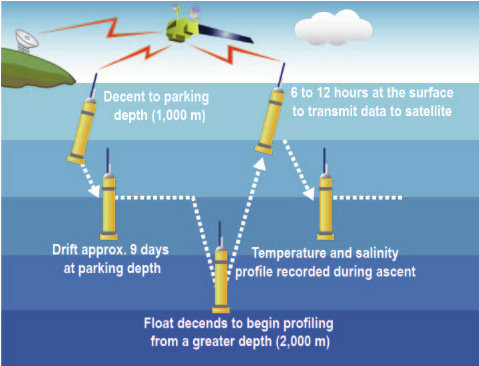 Decent to parking
depth (1,000 m)
6 to 12 hours at the surface
to transmit data to satellite
Drift approx. 9 days
at parking depth
Temperature and salinity
profile recorded during ascent
Float decends to begin profiling
from a greater depth (2,000 m)